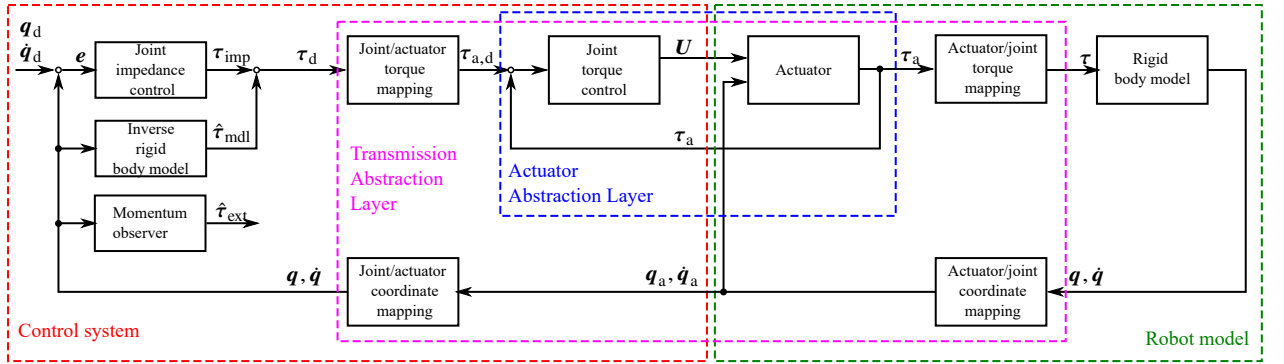 q_d
q̇_d
e
Joint
impedance
control
τ_imp
τ_d
Joint/actuator
torque
mapping
τ_a,d
Joint
torque
control
U
Actuator
τ_a
Actuator/joint
torque
mapping
τ
Rigid
body model
Inverse
rigid
body model
τ̂_mdl
τ_a
Transmission
Abstraction
Layer
Actuator
Abstraction Layer
Momentum
observer
τ̂_ext
q, q̇
Joint/actuator
coordinate
mapping
q_a, q̇_a
Actuator/joint
coordinate
mapping
q, q̇
Control system
Robot model